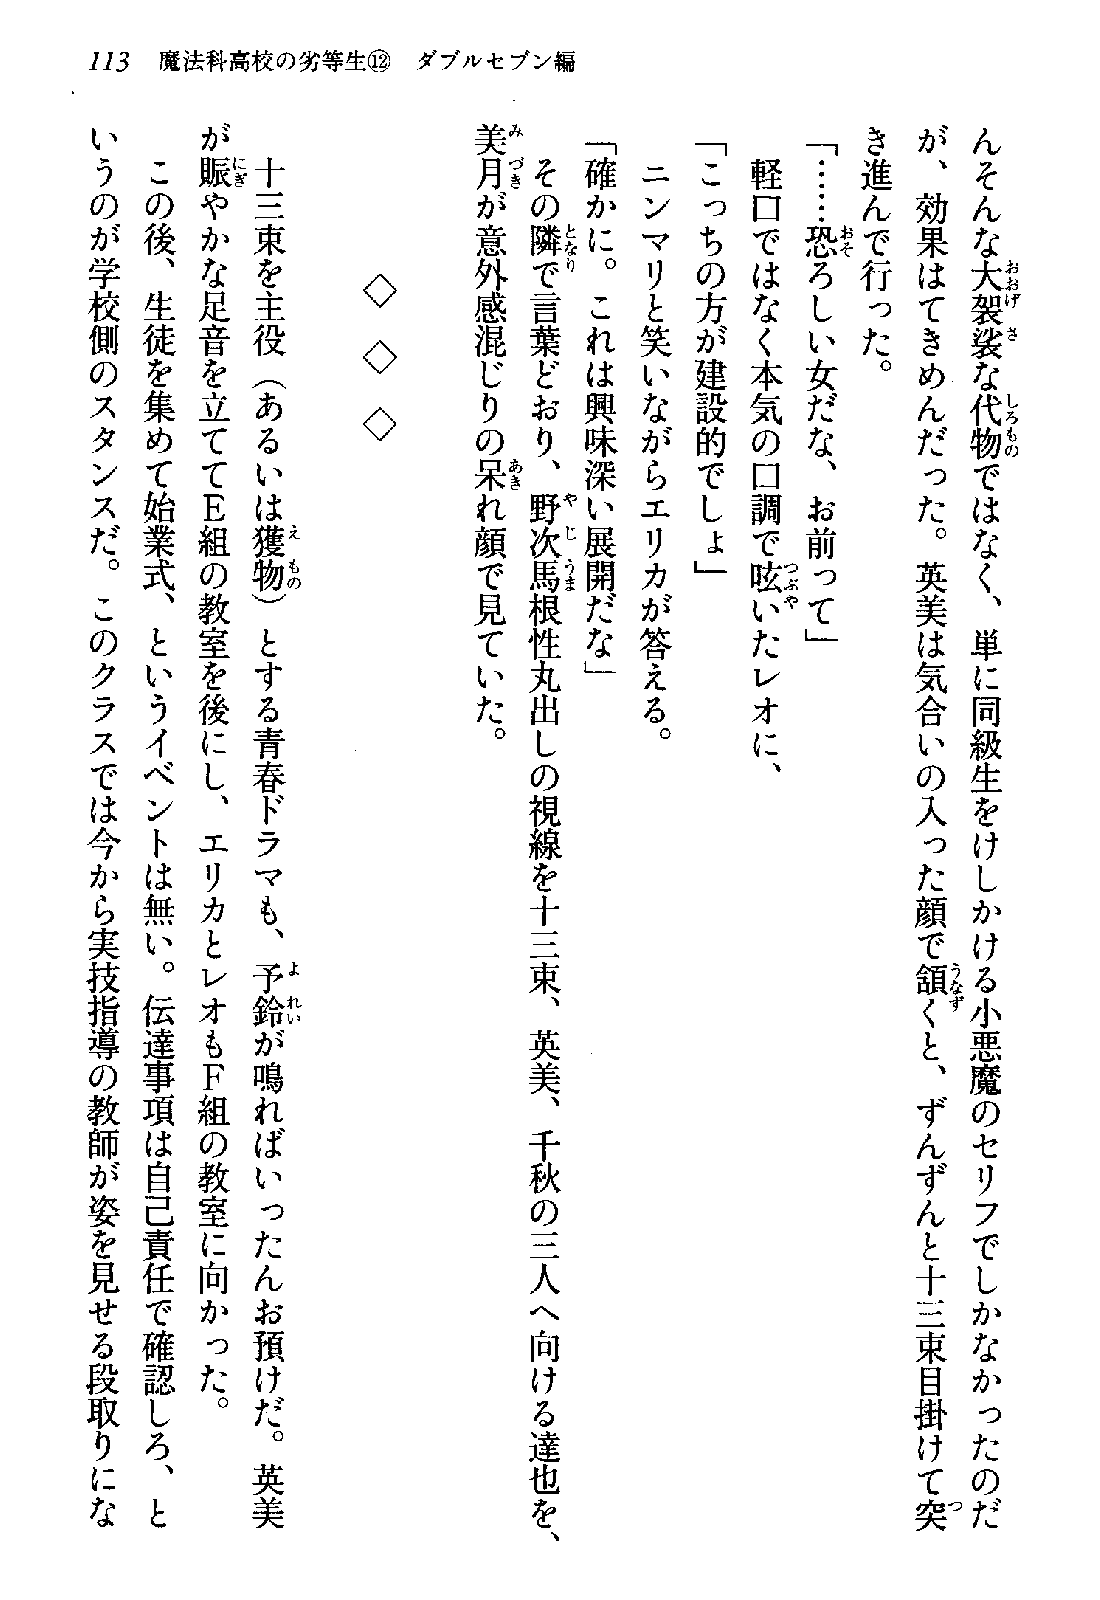 113　魔法科高校の劣等生⑫　ダブルセブン編
んそんな大袈裟な代物ではなく、単に同級生をけしかける小悪魔のセリフでしかなかったのだ
が、効果はてきめんだった。英美は気合いの入った顔で頷くと、ずんずんと十三束目掛けて突
き進んで行った。
「……恐ろしい女だな、お前って」
　軽口ではなく本気の口調で呟いたレオに、
「こっちの方が建設的でしょ」
　ニンマリと笑いながらエリカが答える。
「確かに。これは興味深い展開だな」
　その隣で言葉どおり、野次馬根性丸出しの視線を十三束、英美、千秋の三人へ向ける達也を、
美月が意外感混じりの呆れ顔で見ていた。
◇　◇　◇
　十三束を主役（あるいは獲物）とする青春ドラマも、予鈴が鳴ればいったんお預けだ。英美
が賑やかな足音を立ててＥ組の教室を後にし、エリカとレオもＦ組の教室に向かった。
　この後、生徒を集めて始業式、というイベントは無い。伝達事項は自己責任で確認しろ、と
いうのが学校側のスタンスだ。このクラスでは今から実技指導の教師が姿を見せる段取りにな